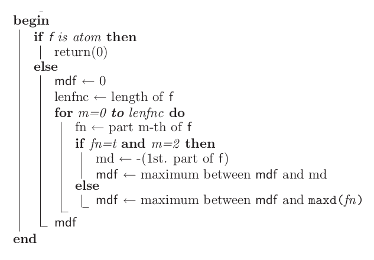 begin
if f is atom then
return(0)
else
mdf ← 0
lenfnc ← length of f
for m=0 to lenfnc do
fn ← part m-th of f
if fn=t and m=2 then
md ← -(1st. part of f)
mdf ← maximum between mdf and md
else
mdf ← maximum between mdf and maxd(fn)
mdf
end